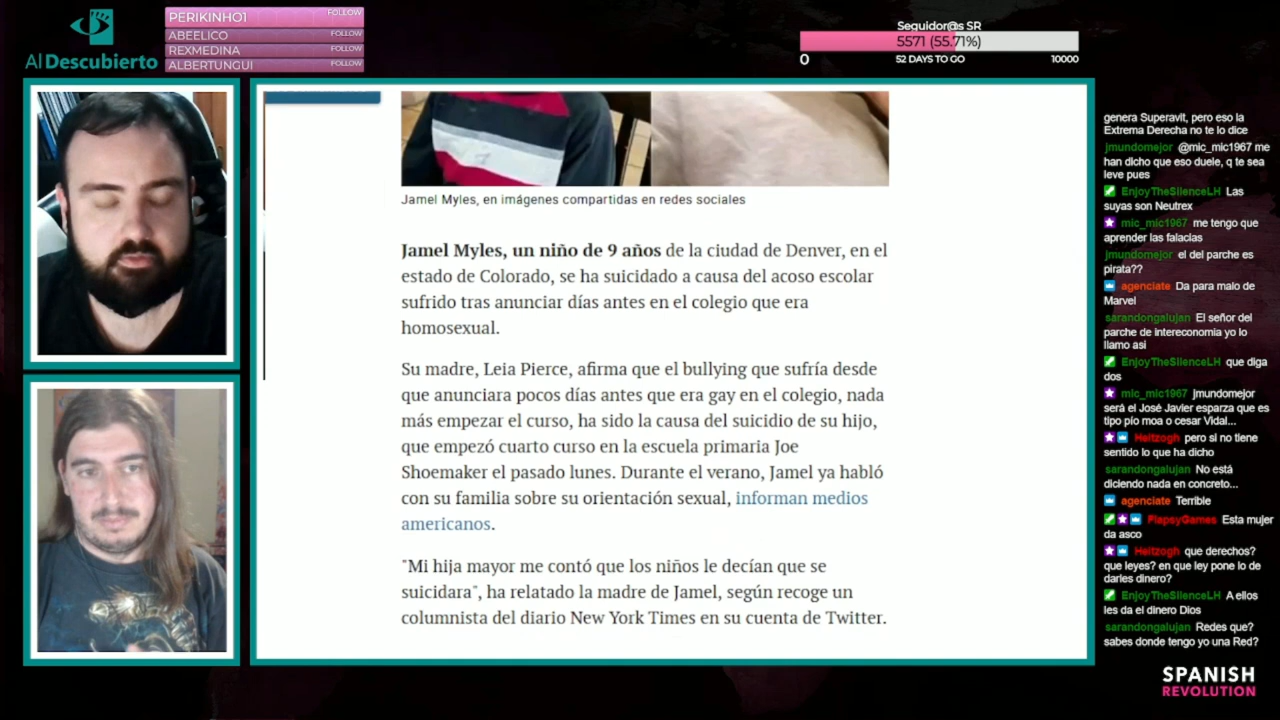 PERIKINHO1 FOLLOW
ABEELICO FOLLOW
REXMEDINA FOLLOW
ALBERTUNGUI FOLLOW
Al Descubierto
Seguidor@s SR
5571 (55.71%)
0 52 DAYS TO GO 10000
Jamel Myles, en imágenes compartidas en redes sociales
Jamel Myles, un niño de 9 años de la ciudad de Denver, en el
estado de Colorado, se ha suicidado a causa del acoso escolar
sufrido tras anunciar días antes en el colegio que era
homosexual.
Su madre, Leia Pierce, afirma que el bullying que sufría desde
que anunciara pocos días antes que era gay en el colegio, nada
más empezar el curso, ha sido la causa del suicidio de su hijo,
que empezó cuarto curso en la escuela primaria Joe
Shoemaker el pasado lunes. Durante el verano, Jamel ya habló
con su familia sobre su orientación sexual, informan medios
americanos.
"Mi hija mayor me contó que los niños le decían que se
suicidara", ha relatado la madre de Jamel, según recoge un
columnista del diario New York Times en su cuenta de Twitter.
genera Superavit, pero eso la
Extrema Derecha no te lo dice
jmundomejor @mic_mic1967 me
han dicho que eso duele, q te sea
leve pues
EnjoyTheSilenceLH Las
suyas son Neutrex
mic_mic1967 me tengo que
aprender las falacias
jmundomejor el del parche es
pirata??
agenciate Da para malo de
Marvel
sarandongalujan El señor del
parche de intereconomia yo lo
llamo asi
EnjoyTheSilenceLH que diga
dos
mic_mic1967 jmundomejor
será el José Javier esparza que es
tipo pío moa o cesar Vidal...
Heltzogh pero si no tiene
sentido lo que ha dicho
sarandongalujan No está
diciendo nada en concreto...
agenciate Terrible
FlapsyGames Esta mujer
da asco
Heltzogh que derechos?
que leyes? en que ley pone lo de
darles dinero?
EnjoyTheSilenceLH A ellos
les da el dinero Dios
sarandongalujan Redes que?
sabes donde tengo yo una Red?
SPANISH
REVOLUTION